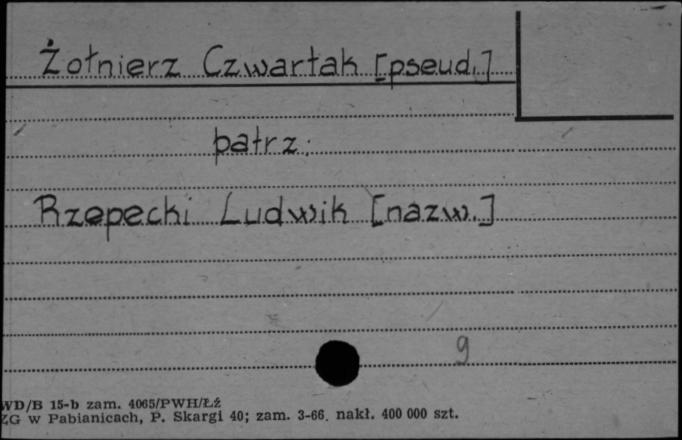 Żołnierz Czwartak [pseud.]
patrz:
Rzepecki Ludwik [nazw.]
9
WD/B 15-b zam. 4065/PWH/Łź
ZG w Pabianicach, P. Skargi 40; zam. 3-66. nakł. 400 000 szt.